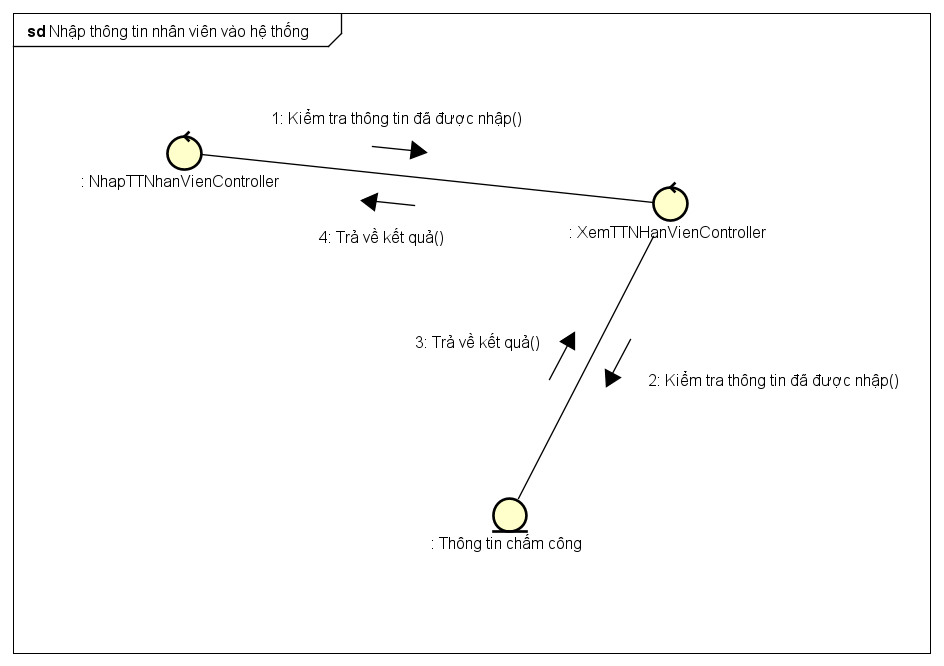 sd Nhập thông tin nhân viên vào hệ thống
1: Kiểm tra thông tin đã được nhập()
: NhapTTNhanVienController
4: Trả về kết quả()
: XemTTNHanVienController
3: Trả về kết quả()
2: Kiểm tra thông tin đã được nhập()
: Thông tin chấm công